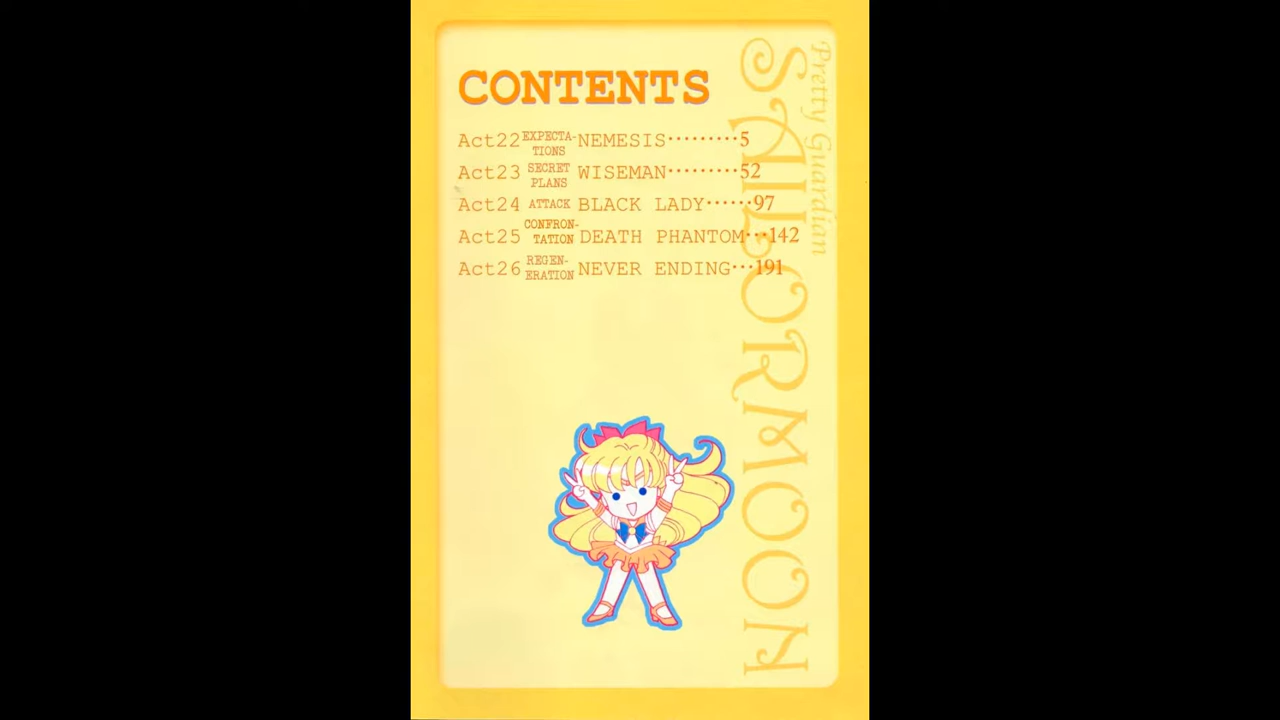 CONTENTS
Act22 EXPECTA-TIONS NEMESIS·········5
Act23 SECRET PLANS WISEMAN·········52
Act24 ATTACK BLACK LADY······97
Act25 CONFRON-TATION DEATH PHANTOM···142
Act26 REGEN-ERATION NEVER ENDING···191
Pretty Guardian
SAILORMOON